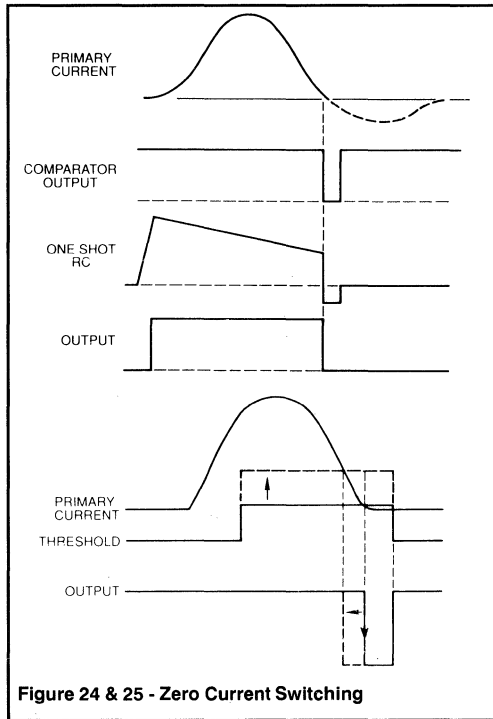 PRIMARY
CURRENT
COMPARATOR
OUTPUT
ONE SHOT
RC
OUTPUT
PRIMARY
CURRENT
THRESHOLD
OUTPUT
Figure 24 & 25 - Zero Current Switching